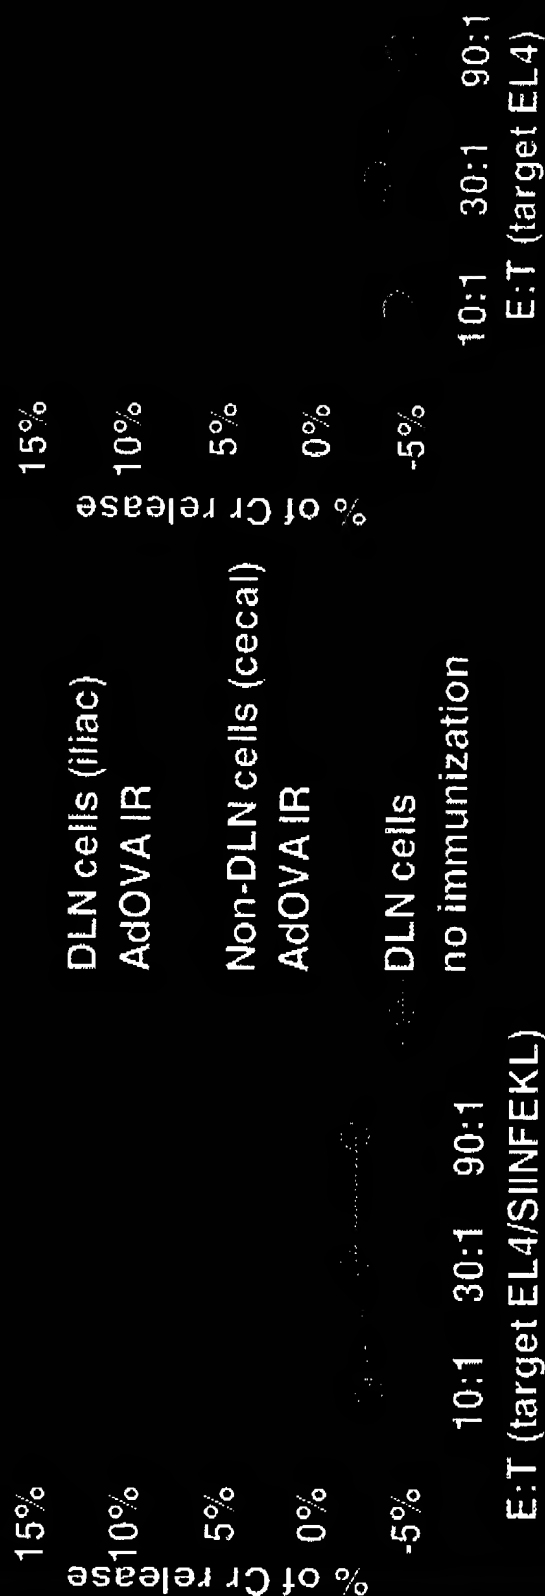 % of Cr release
15%
10%
5%
0%
-5%
10:1 30:1 90:1
E:T (target EL4/SIINFEKL)
DLN cells (iliac)
AdOVA IR
Non-DLN cells (cecal)
AdOVA IR
DLN cells
no immunization
% of Cr release
15%
10%
5%
0%
-5%
10:1 30:1 90:1
E:T (target EL4)